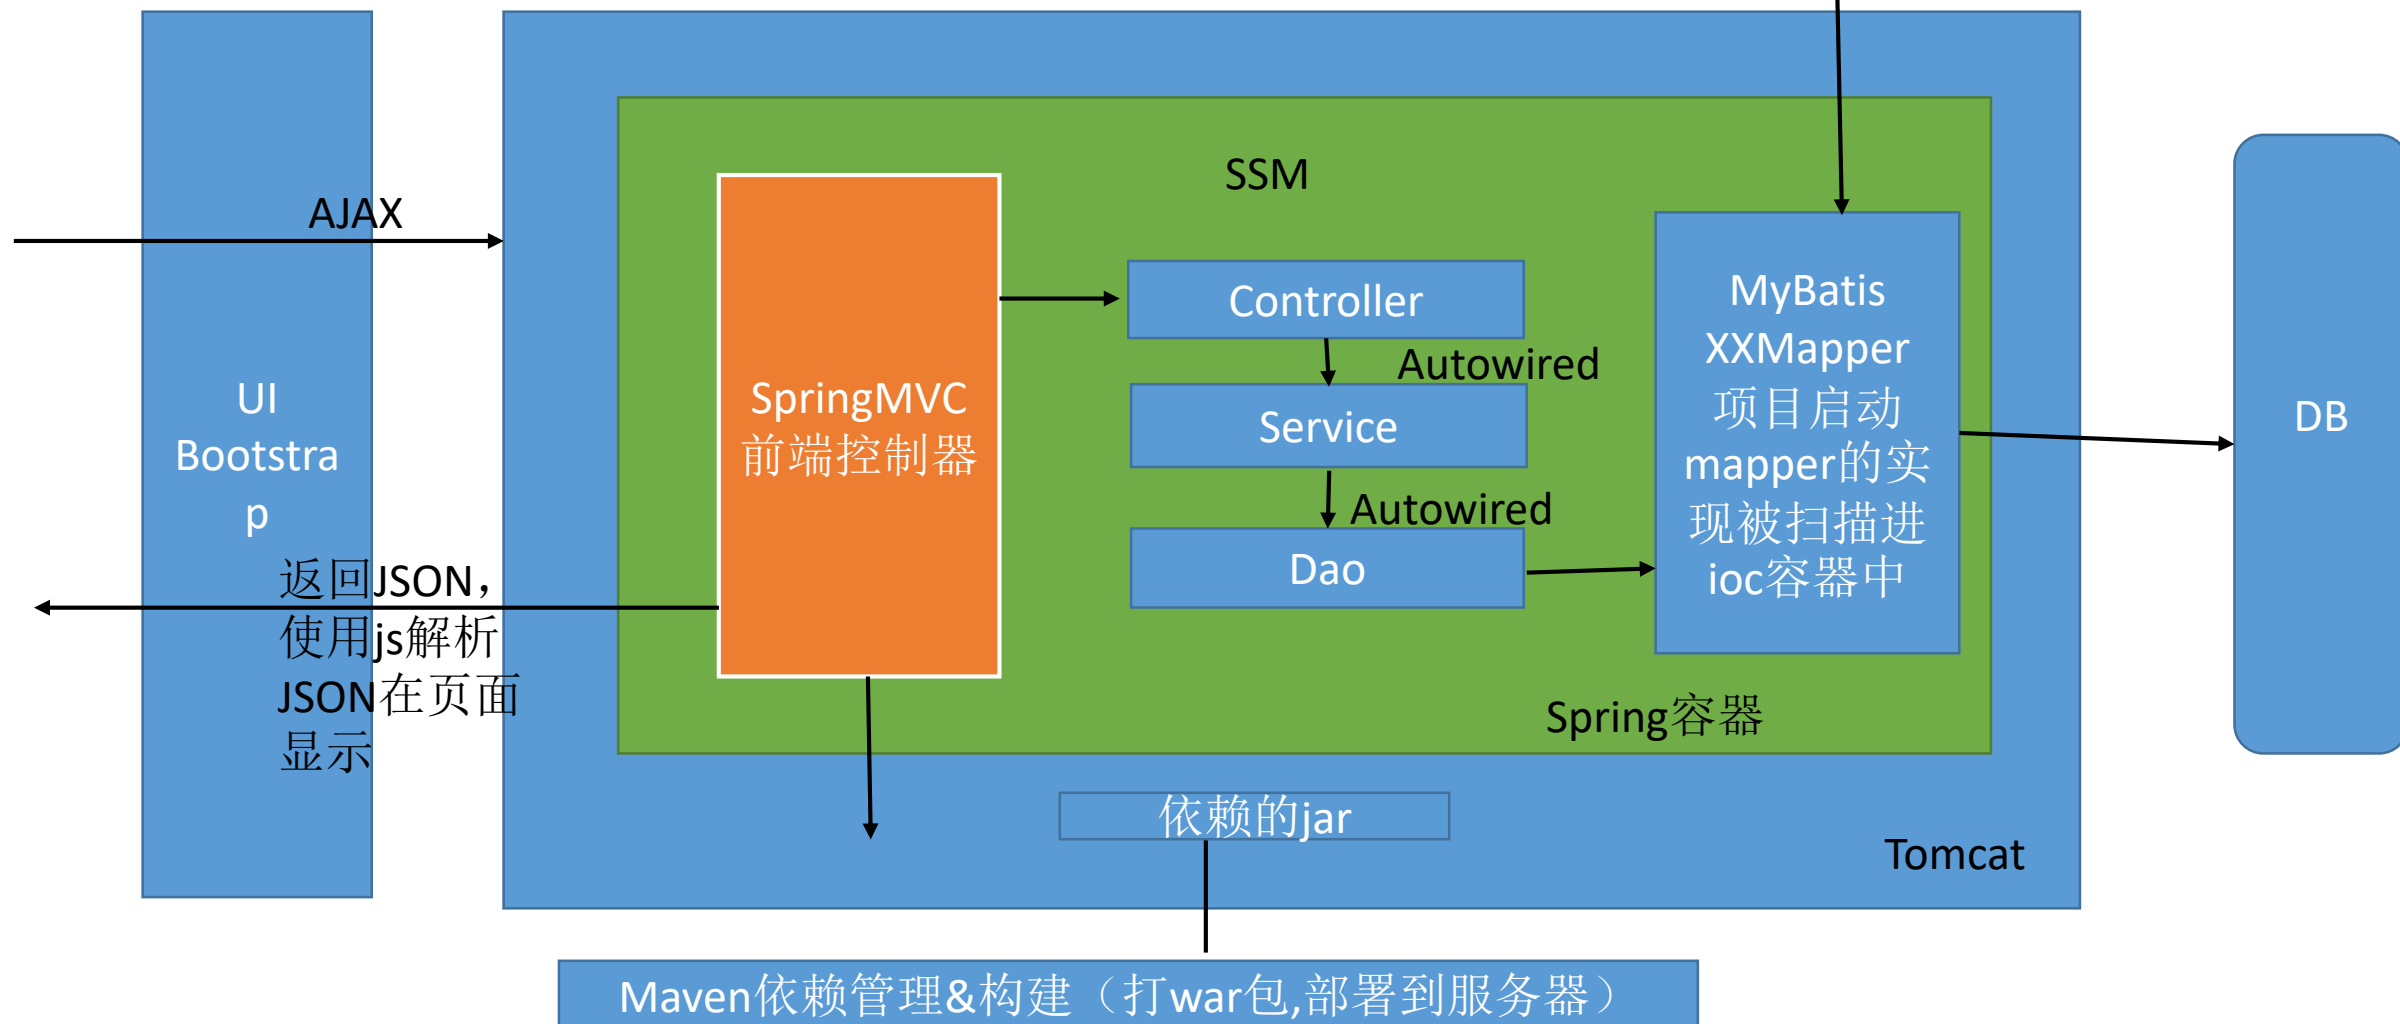 AJAX
UI
Bootstra
p
返回JSON，
使用js解析
JSON在页面
显示
SSM
SpringMVC
前端控制器
Controller
Autowired
Service
Autowired
Dao
MyBatis
XXMapper
项目启动
mapper的实
现被扫描进
ioc容器中
Spring容器
DB
依赖的jar
Tomcat
Maven依赖管理&构建（打war包,部署到服务器）